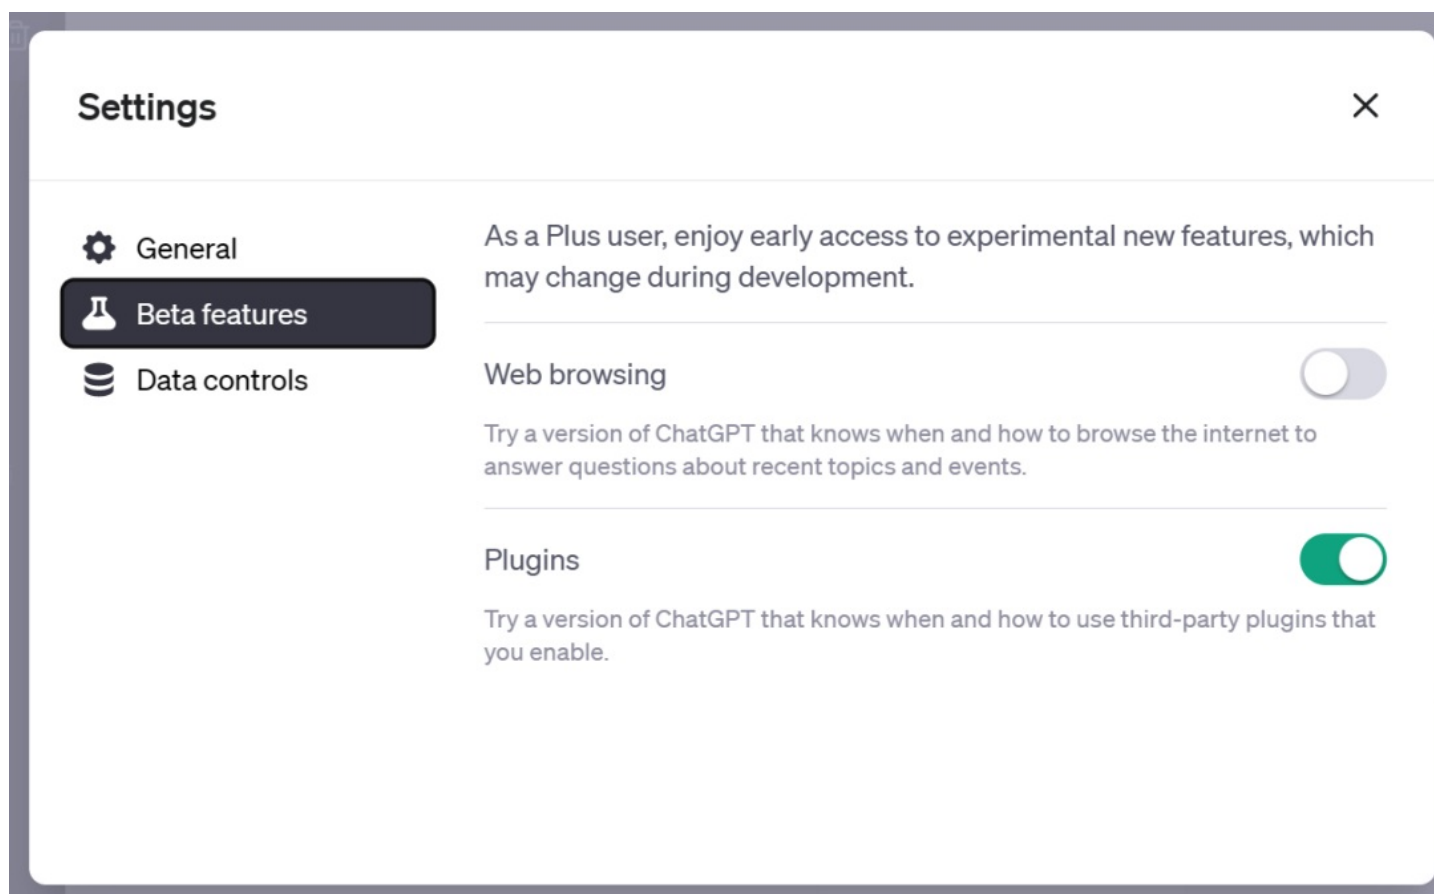 Settings
General
Beta features
Data controls
As a Plus user, enjoy early access to experimental new features, which
may change during development.
Web browsing
Try a version of ChatGPT that knows when and how to browse the internet to
answer questions about recent topics and events.
Plugins
Try a version of ChatGPT that knows when and how to use third-party plugins that
you enable.